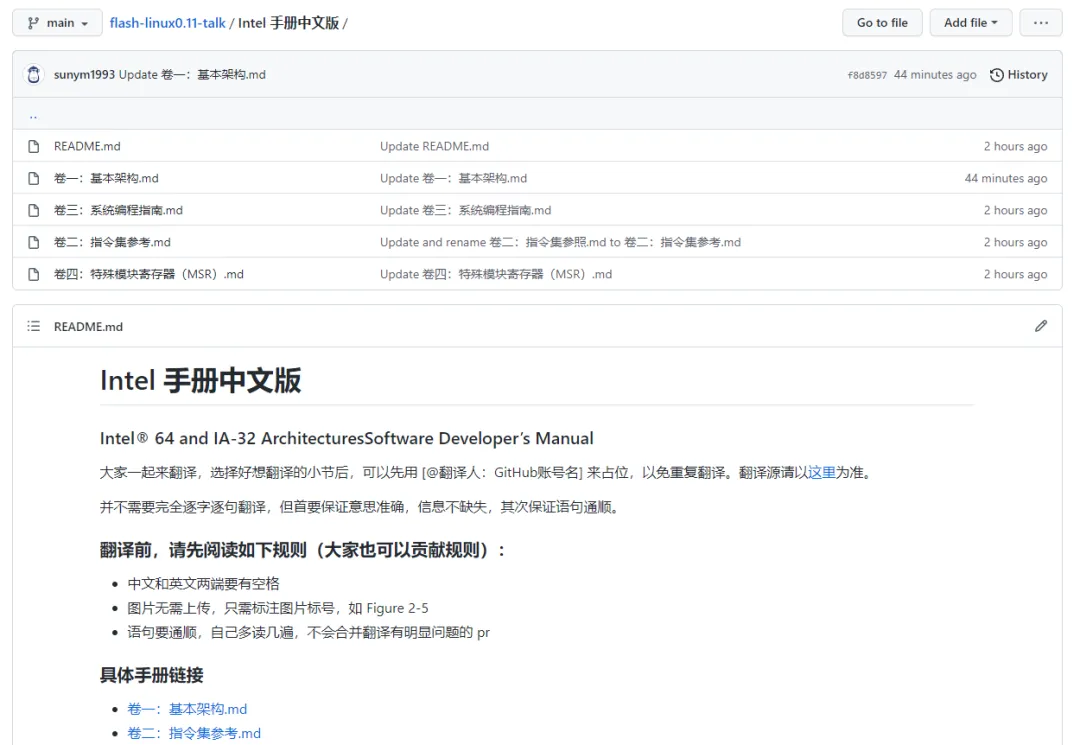 main flash-linux0.11-talk / Intel 手册中文版 / Go to file Add file ...
sunym1993 Update 卷一：基本架构.md f8d8597 44 minutes ago History
..
README.md Update README.md 2 hours ago
卷一：基本架构.md Update 卷一：基本架构.md 44 minutes ago
卷三：系统编程指南.md Update 卷三：系统编程指南.md 2 hours ago
卷二：指令集参考.md Update and rename 卷二：指令集参照.md to 卷二：指令集参考.md 2 hours ago
卷四：特殊模块寄存器（MSR）.md Update 卷四：特殊模块寄存器（MSR）.md 2 hours ago
README.md
Intel 手册中文版
Intel® 64 and IA-32 ArchitecturesSoftware Developer’s Manual
大家一起来翻译，选择好想翻译的小节后，可以先用 [@翻译人：GitHub账号名] 来占位，以免重复翻译。翻译源请以这里为准。
并不需要完全逐字逐句翻译，但首要保证意思准确，信息不缺失，其次保证语句通顺。
翻译前，请先阅读如下规则（大家也可以贡献规则）：
• 中文和英文两端要有空格
• 图片无需上传，只需标注图片标号，如 Figure 2-5
• 语句要通顺，自己多读几遍，不会合并翻译有明显问题的 pr
具体手册链接
• 卷一：基本架构.md
• 卷二：指令集参考.md